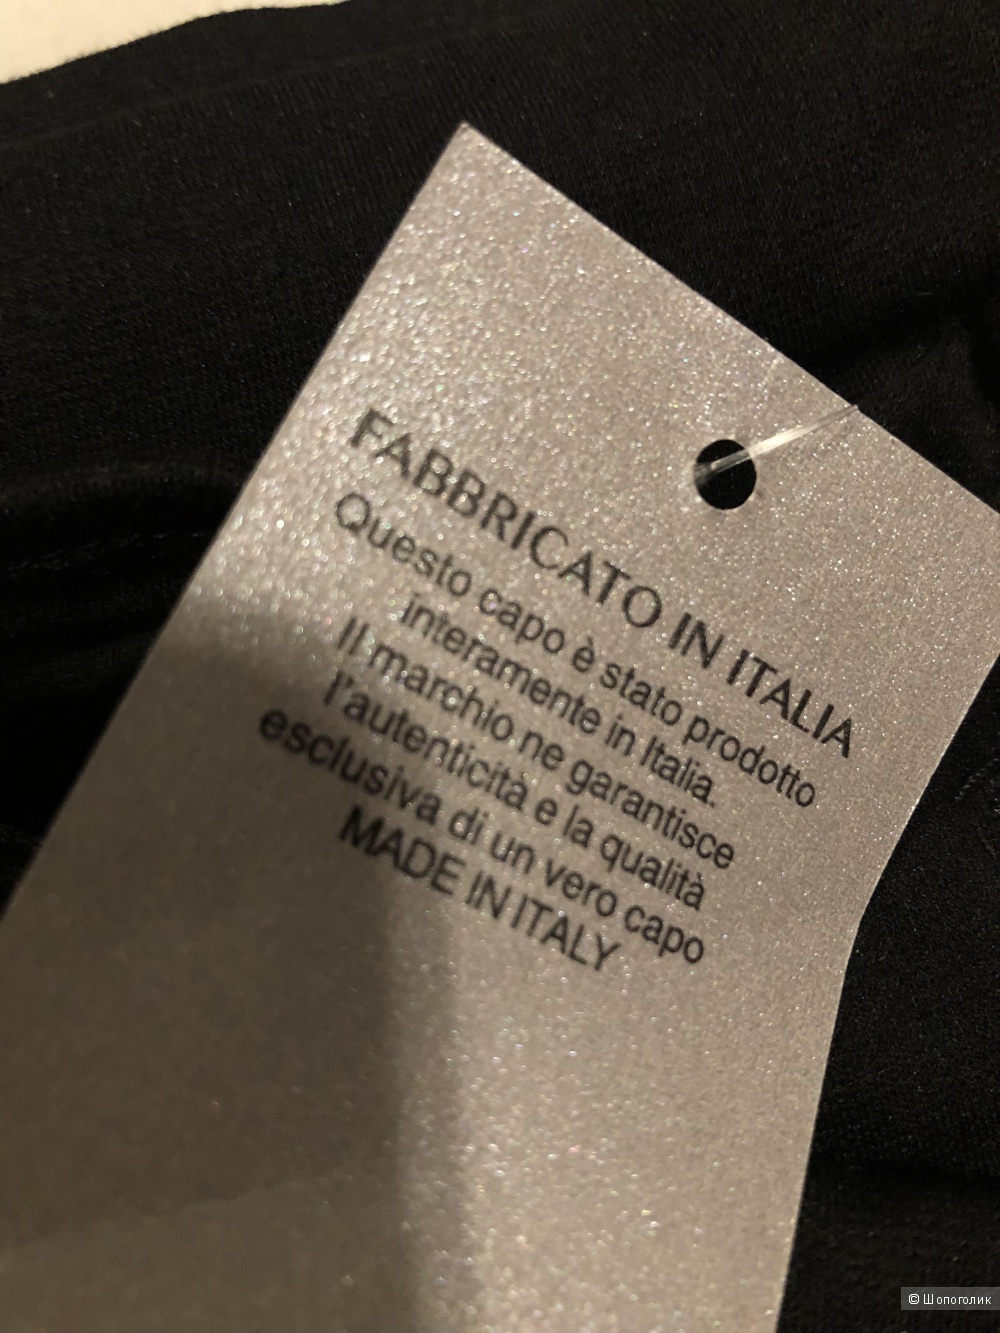 FABBRICATO IN ITALIA
Questo capo è stato prodotto
interamente in Italia.
Il marchio ne garantisce
l'autenticità e la qualità
esclusiva di un vero capo
MADE IN ITALY
© Шопоголик